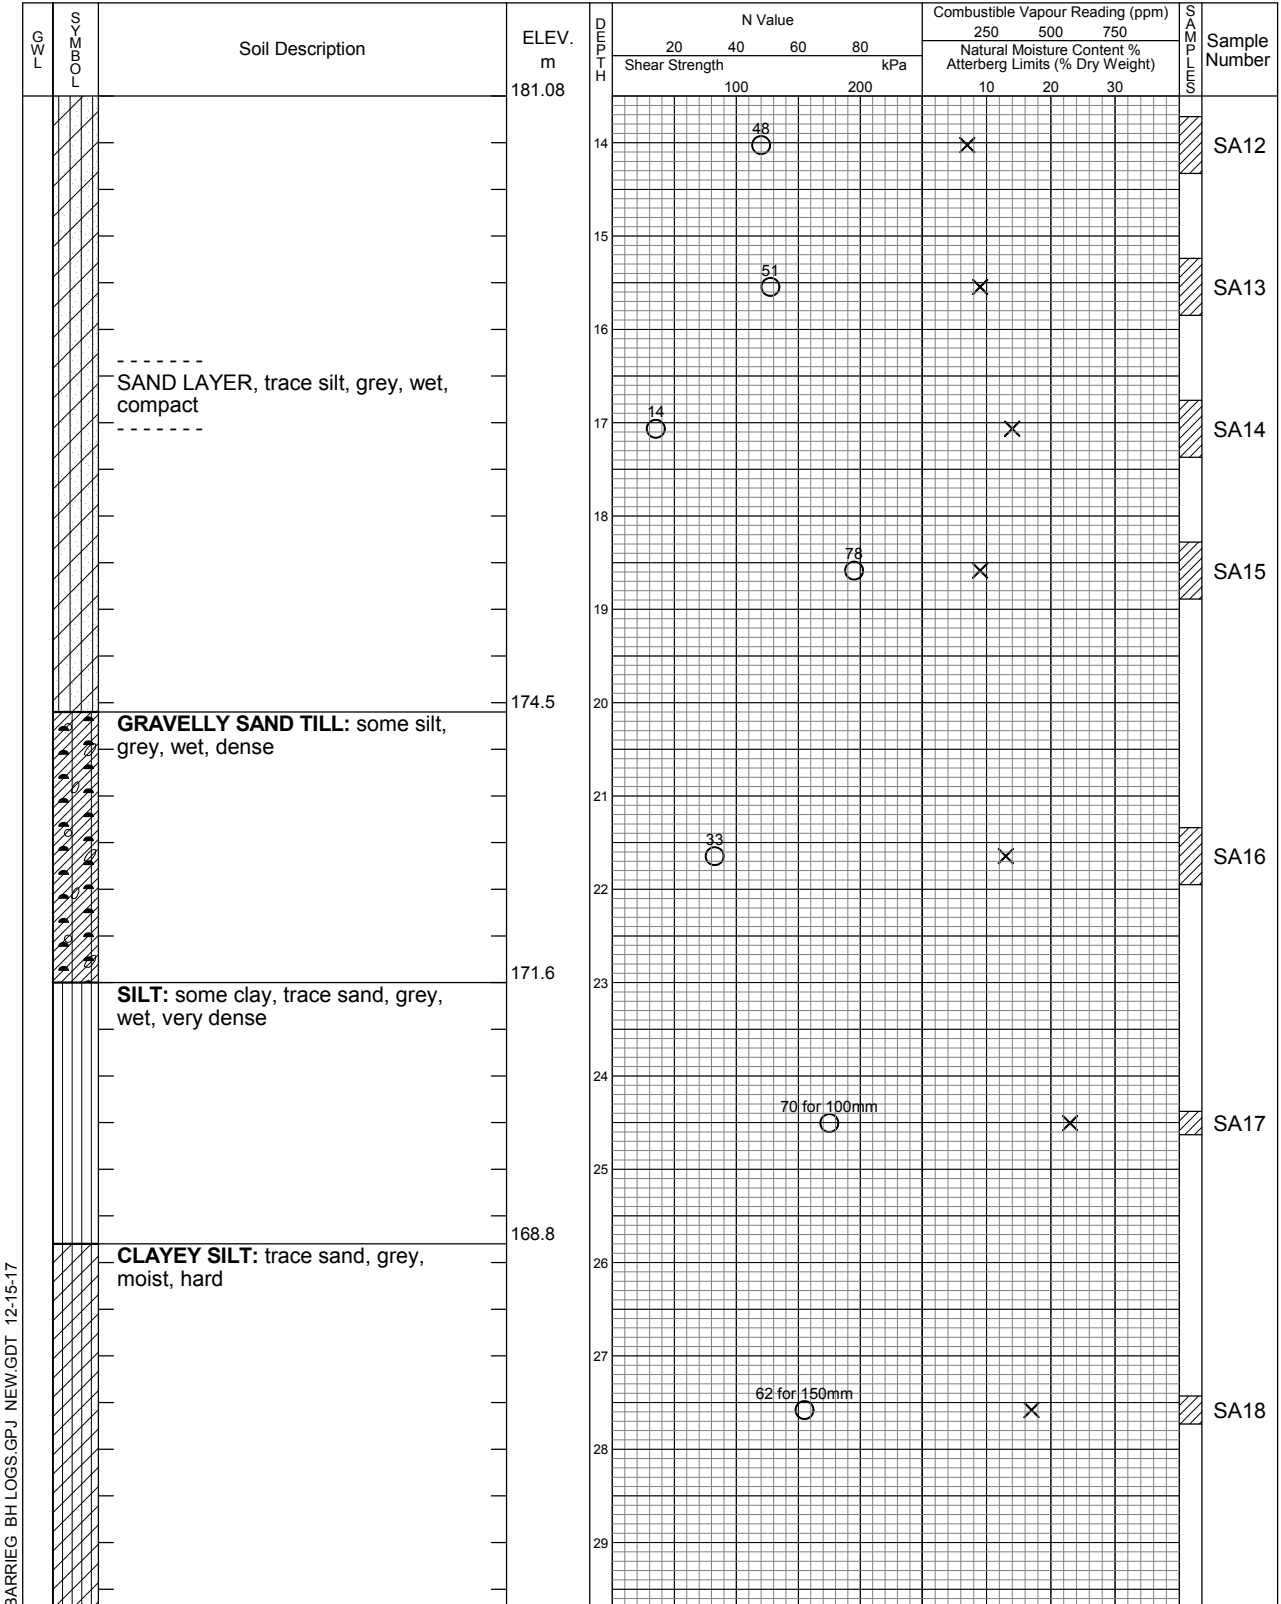 GWL
SYMBOL
Soil Description
ELEV.
m
181.08
DEPTH
N Value
20 40 60 80
Shear Strength kPa
100 200
Combustible Vapour Reading (ppm)
250 500 750
Natural Moisture Content %
Atterberg Limits (% Dry Weight)
10 20 30
SAMPLES
Sample
Number
14
48
SA12
15
51
SA13
16
SAND LAYER, trace silt, grey, wet,
compact
14
17
SA14
18
78
SA15
19
174.5
20
GRAVELLY SAND TILL: some silt,
grey, wet, dense
21
33
SA16
22
171.6
23
SILT: some clay, trace sand, grey,
wet, very dense
24
70 for 100mm
SA17
25
168.8
CLAYEY SILT: trace sand, grey,
moist, hard
26
27
62 for 150mm
SA18
28
29
BARRIEG BH LOGS.GPJ NEW.GDT 12-15-17